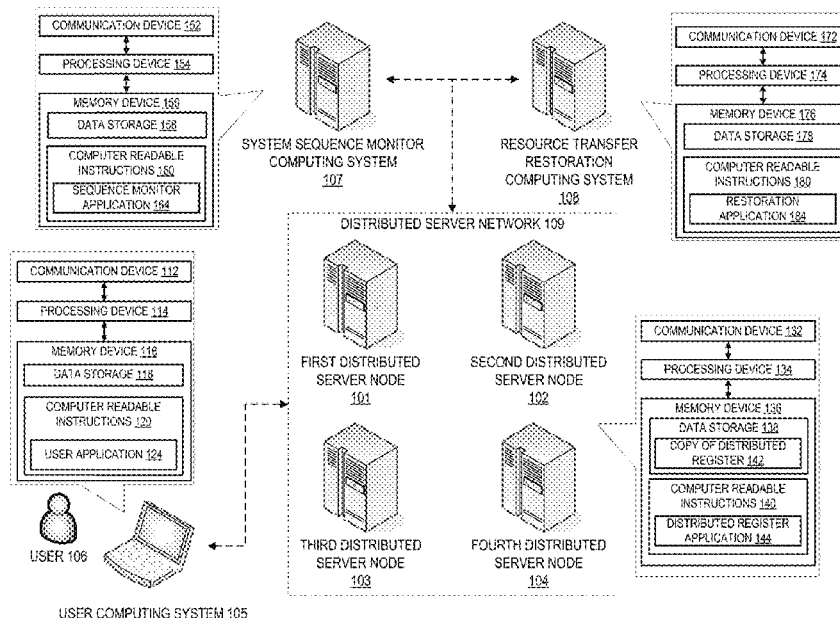 COMMUNICATION DEVICE 152
PROCESSING DEVICE 154
MEMORY DEVICE 156
DATA STORAGE 158
COMPUTER READABLE
INSTRUCTIONS 160
SEQUENCE MONITOR
APPLICATION 164
SYSTEM SEQUENCE MONITOR
COMPUTING SYSTEM
107
RESOURCE TRANSFER
RESTORATION
COMPUTING SYSTEM
108
COMMUNICATION DEVICE 172
PROCESSING DEVICE 174
MEMORY DEVICE 176
DATA STORAGE 178
COMPUTER READABLE
INSTRUCTIONS 180
RESTORATION
APPLICATION 184
DISTRIBUTED SERVER NETWORK 109
FIRST DISTRIBUTED
SERVER NODE
101
SECOND DISTRIBUTED
SERVER NODE
102
THIRD DISTRIBUTED
SERVER NODE
103
FOURTH DISTRIBUTED
SERVER NODE
104
COMMUNICATION DEVICE 112
PROCESSING DEVICE 114
MEMORY DEVICE 116
DATA STORAGE 118
COMPUTER READABLE
INSTRUCTIONS 120
USER APPLICATION 124
USER 106
USER COMPUTING SYSTEM 105
COMMUNICATION DEVICE 132
PROCESSING DEVICE 134
MEMORY DEVICE 136
DATA STORAGE 138
COPY OF DISTRIBUTED
REGISTER 142
COMPUTER READABLE
INSTRUCTIONS 140
DISTRIBUTED REGISTER
APPLICATION 144